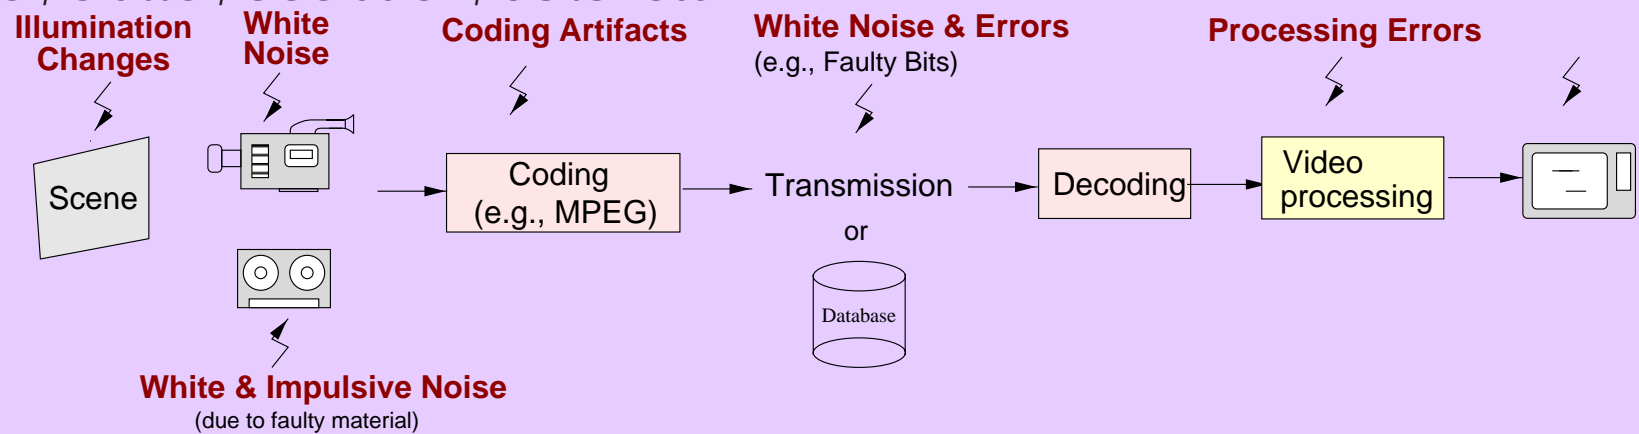 Illumination
Changes
White
Noise
Coding Artifacts
White Noise & Errors
(e.g., Faulty Bits)
Processing Errors
Scene
Coding
(e.g., MPEG)
Transmission
or
Database
Decoding
Video
processing
White & Impulsive Noise
(due to faulty material)